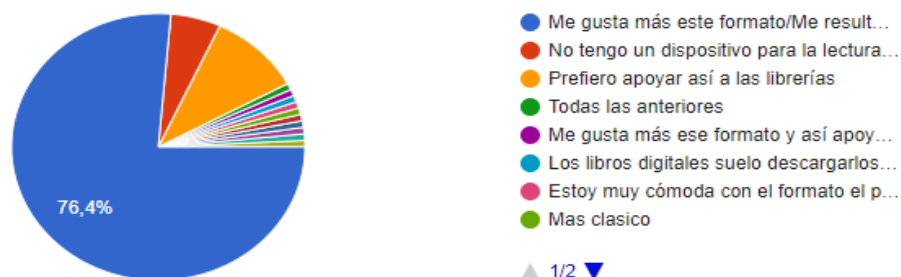 76,4%
Me gusta más este formato/Me result...
No tengo un dispositivo para la lectura...
Prefiero apoyar así a las librerías
Todas las anteriores
Me gusta más ese formato y así apoy...
Los libros digitales suelo descargarlos...
Estoy muy cómoda con el formato el p...
Mas clasico
1/2